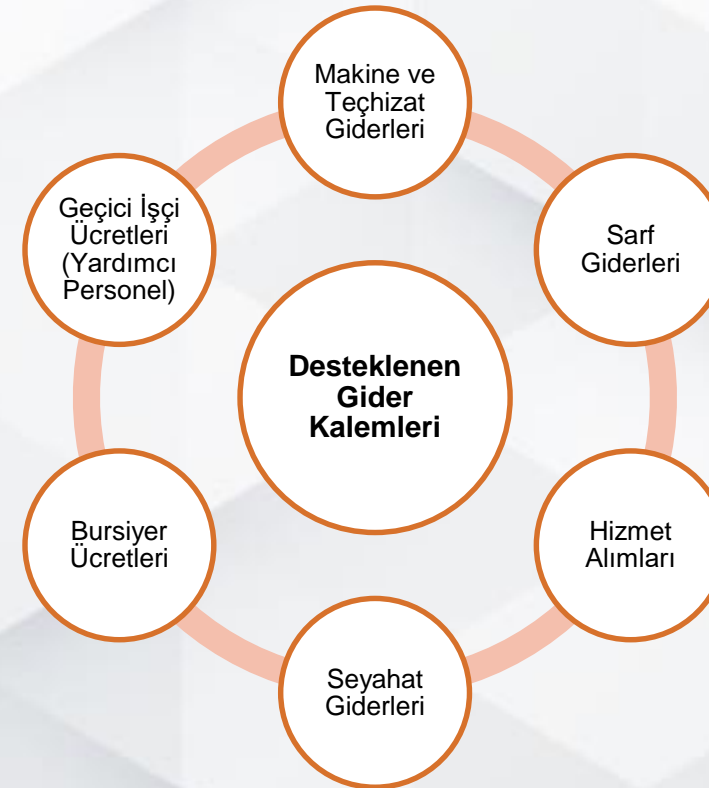 Makine ve
Teçhizat
Giderleri
Geçici İşçi
Ücretleri
(Yardımcı
Personel)
Sarf
Giderleri
Desteklenen
Gider
Kalemleri
Bursiyer
Ücretleri
Hizmet
Alımları
Seyahat
Giderleri